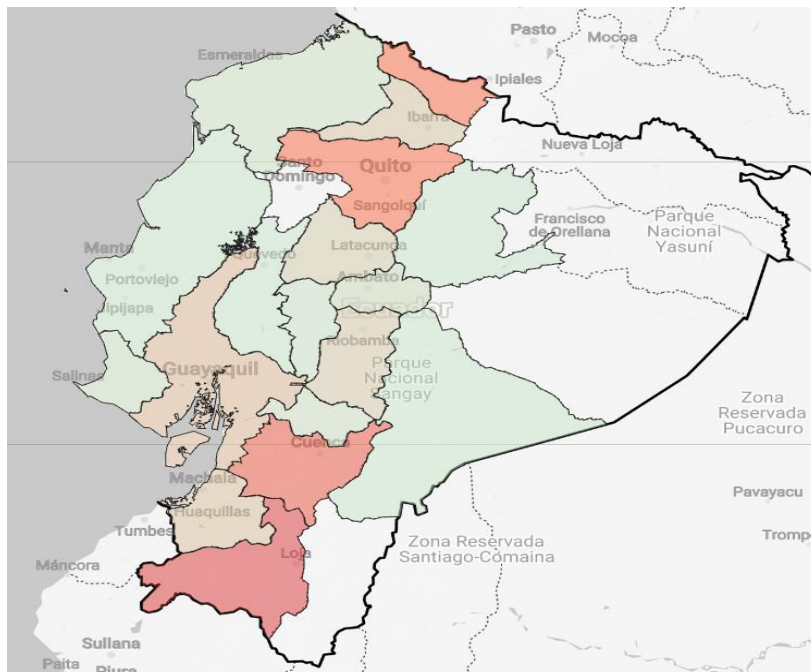 Pasto
Mocoa
Esmeraldas
Ipiales
Ibarra
Nueva Loja
Santo
Domingo
Quito
Sangolquí
Francisco
de Orellana
Parque
Nacional
Yasuní
Manta
Quevedo
Latacunga
Portoviejo
Ambato
Jipijapa
Ecuador
Riobamba
Guayaquil
Parque
Nacional
Sangay
Salinas
Zona
Reservada
Pucacuro
Cuenca
Machala
Pavayacu
Huaquillas
Tumbes
Zona Reservada
Santiago-Comaina
Trompe
Loja
Máncora
Sullana
Paita
Piura